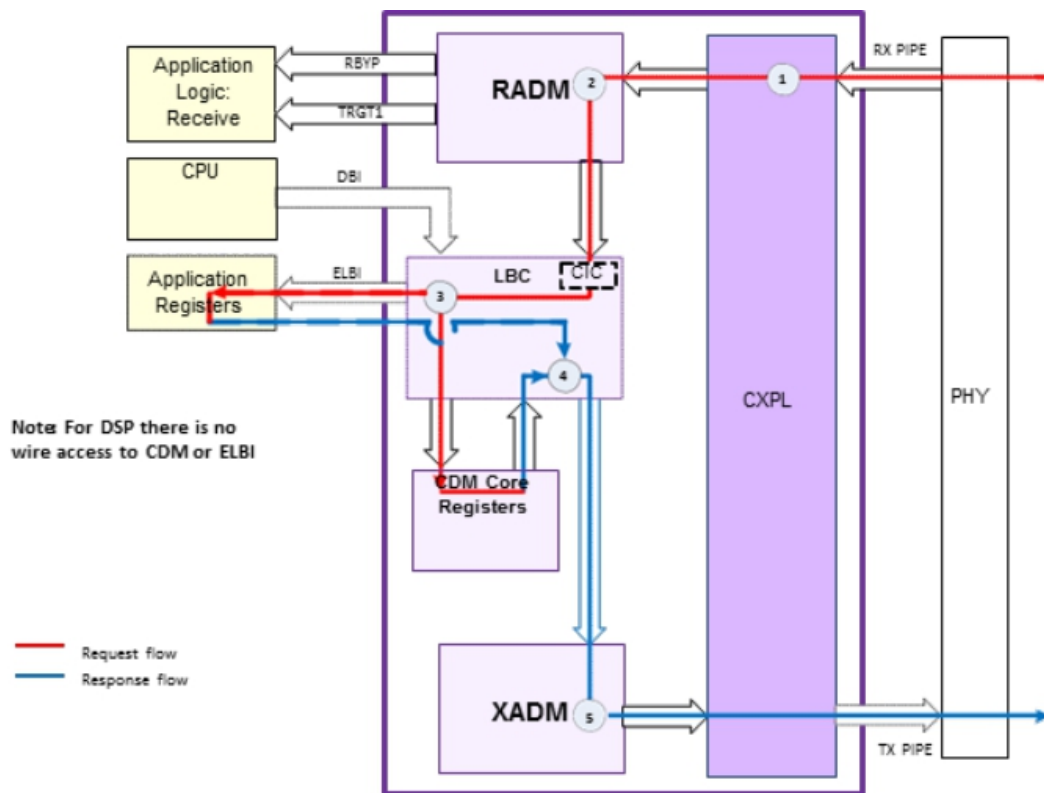 Application
Logic:
Receive
RBYP
TRGT1
RADM
2
1
RX PIPE
CPU
DBI
Application
Registers
ELBI
LBC
CIC
3
4
CXPL
PHY
Note: For DSP there is no
wire access to CDM or ELBI
CDM Core
Registers
Request flow
Response flow
XADM
5
TX PIPE